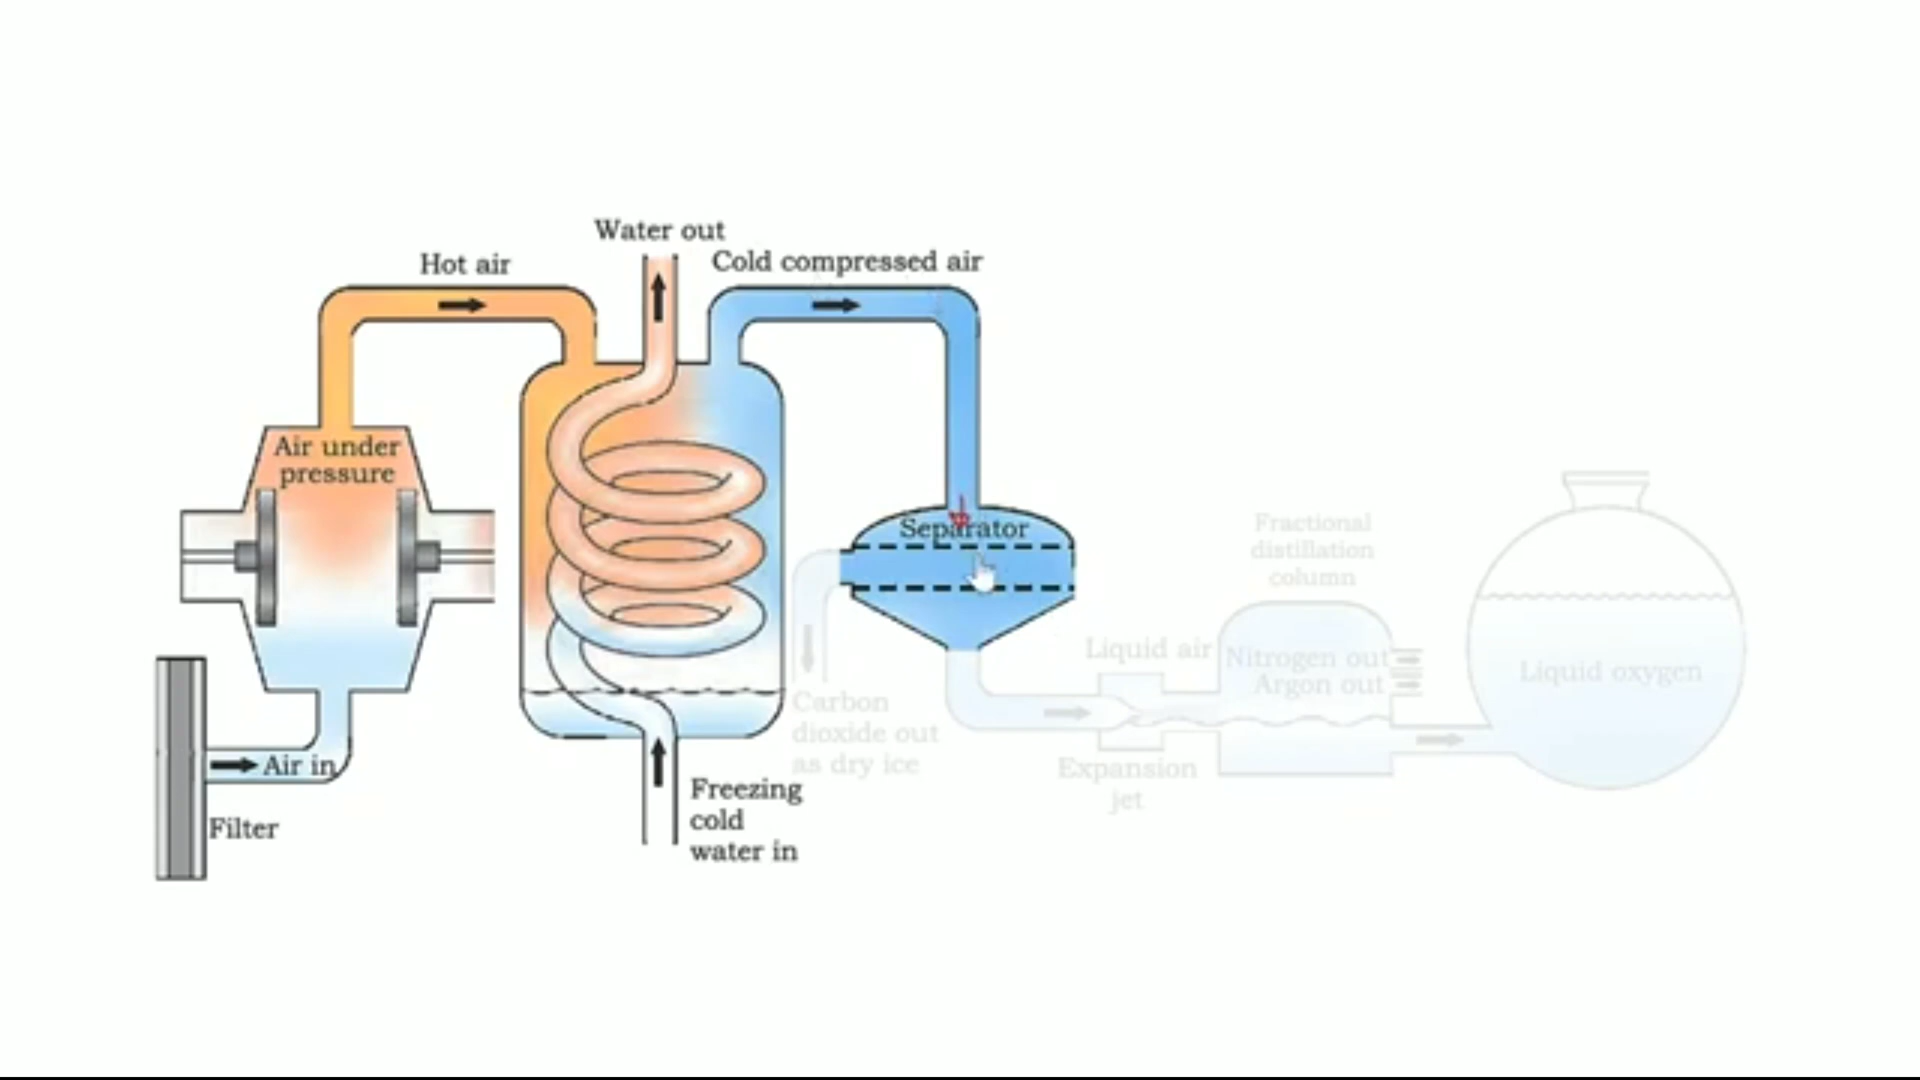 Water out
Hot air
Cold compressed air
Air under
pressure
Separator
Fractional
distillation
column
Liquid air
Nitrogen out
Argon out
Liquid oxygen
Carbon
dioxide out
as dry ice
Expansion
jet
Air in
Filter
Freezing
cold
water in